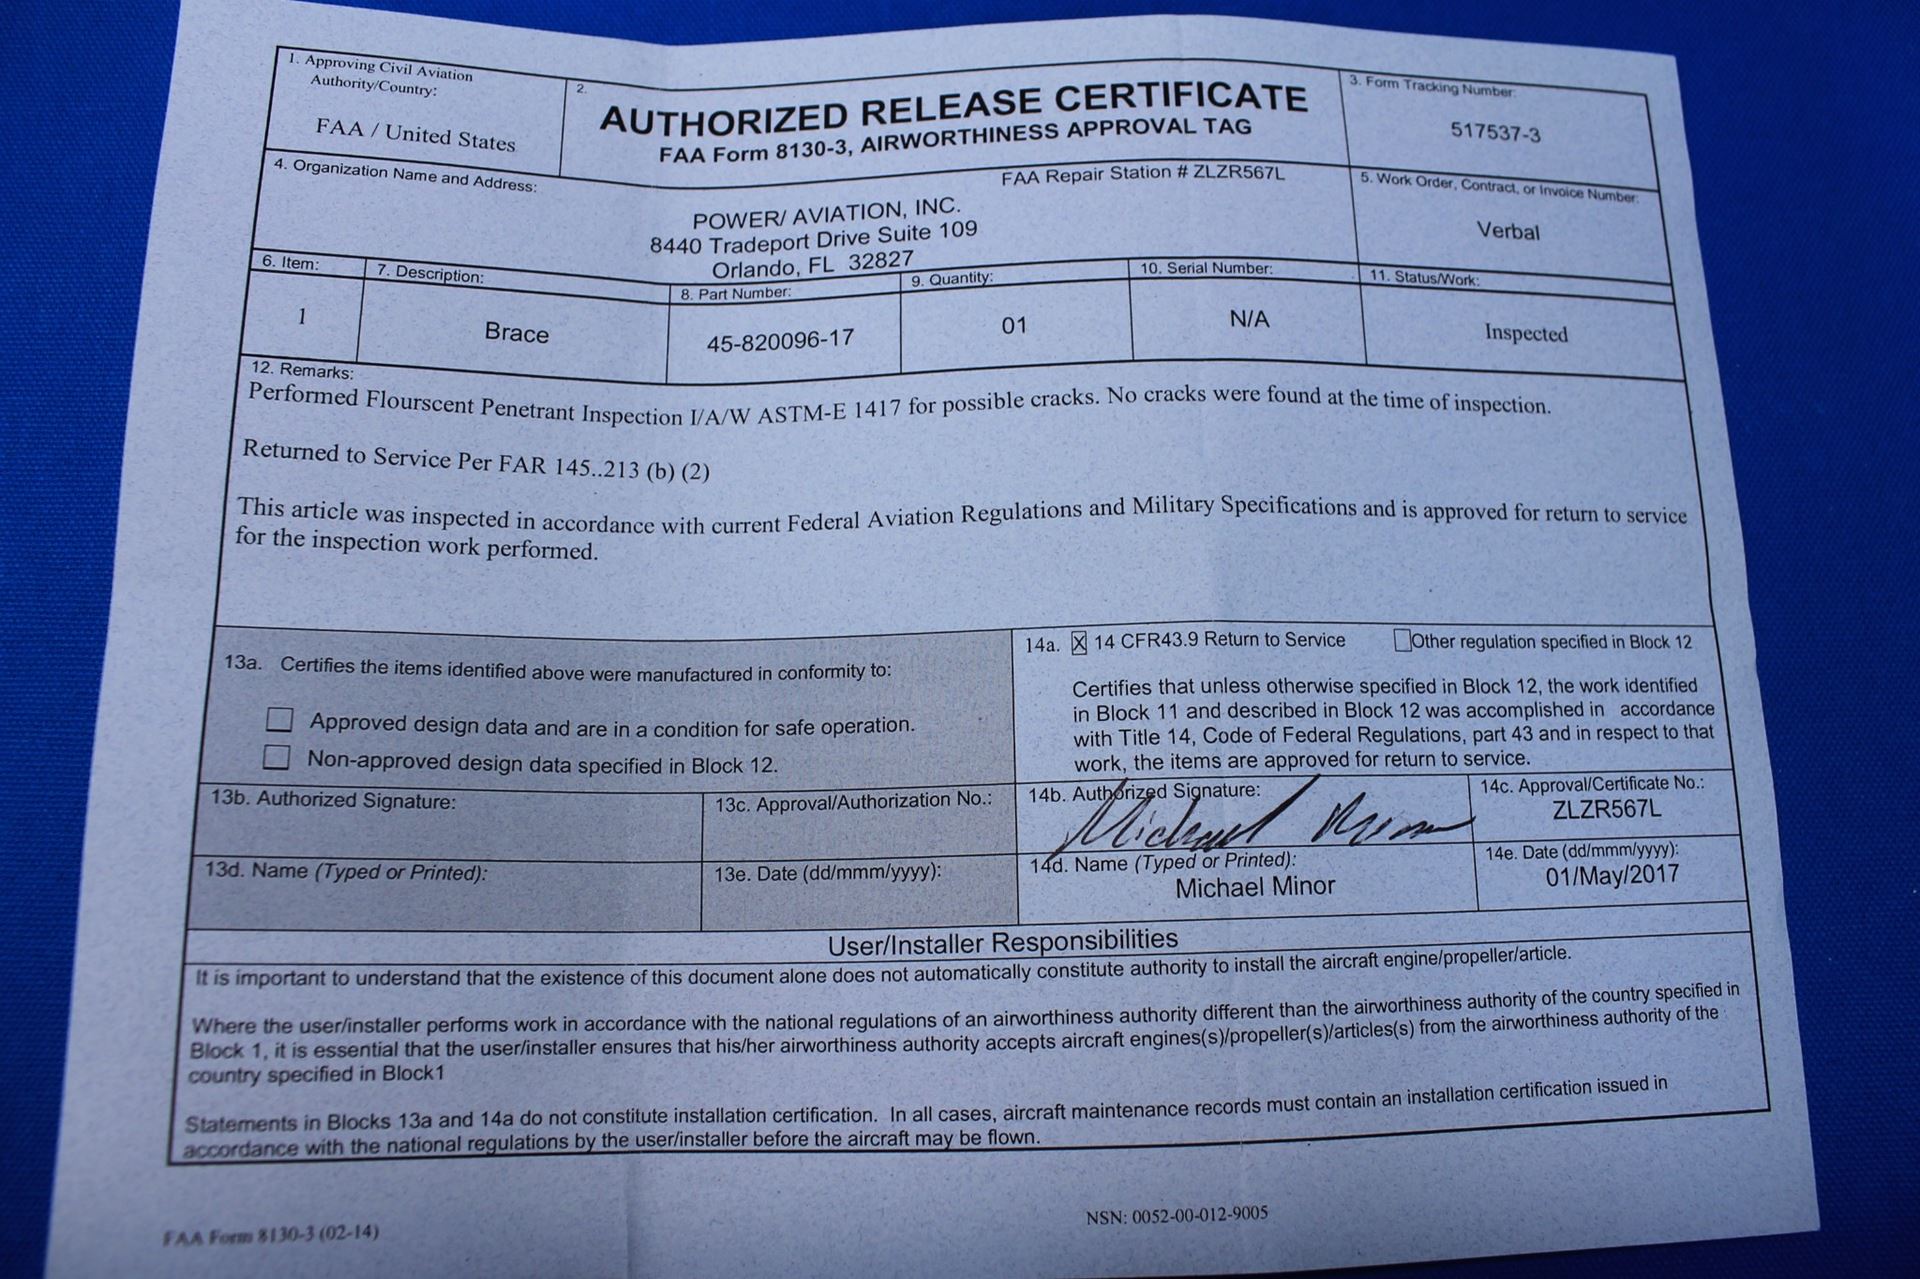 1. Approving Civil Aviation
Authority/Country:
FAA / United States
2.
AUTHORIZED RELEASE CERTIFICATE
FAA Form 8130-3, AIRWORTHINESS APPROVAL TAG
3. Form Tracking Number:
517537-3
4. Organization Name and Address:
FAA Repair Station # ZLZR567L
POWER/ AVIATION, INC.
8440 Tradeport Drive Suite 109
Orlando, FL 32827
5. Work Order, Contract, or Invoice Number:
Verbal
6. Item:
1
7. Description:
Brace
8. Part Number:
45-820096-17
9. Quantity:
01
10. Serial Number:
N/A
11. Status/Work:
Inspected
12. Remarks:
Performed Flourscent Penetrant Inspection I/A/W ASTM-E 1417 for possible cracks. No cracks were found at the time of inspection.
Returned to Service Per FAR 145..213 (b) (2)
This article was inspected in accordance with current Federal Aviation Regulations and Military Specifications and is approved for return to service
for the inspection work performed.
13a. Certifies the items identified above were manufactured in conformity to:
Approved design data and are in a condition for safe operation.
Non-approved design data specified in Block 12.
14a. X 14 CFR43.9 Return to Service
Other regulation specified in Block 12
Certifies that unless otherwise specified in Block 12, the work identified
in Block 11 and described in Block 12 was accomplished in accordance
with Title 14, Code of Federal Regulations, part 43 and in respect to that
work, the items are approved for return to service.
13b. Authorized Signature:
13c. Approval/Authorization No.:
14b. Authorized Signature:
Michael Minor
14c. Approval/Certificate No.:
ZLZR567L
13d. Name (Typed or Printed):
13e. Date (dd/mmm/yyyy):
14d. Name (Typed or Printed):
Michael Minor
14e. Date (dd/mmm/yyyy):
01/May/2017
User/Installer Responsibilities
It is important to understand that the existence of this document alone does not automatically constitute authority to install the aircraft engine/propeller/article.
Where the user/installer performs work in accordance with the national regulations of an airworthiness authority different than the airworthiness authority of the country specified in
Block 1, it is essential that the user/installer ensures that his/her airworthiness authority accepts aircraft engines(s)/propeller(s)/articles(s) from the airworthiness authority of the
country specified in Block1
Statements in Blocks 13a and 14a do not constitute installation certification. In all cases, aircraft maintenance records must contain an installation certification issued in
accordance with the national regulations by the user/installer before the aircraft may be flown.
FAA Form 8130-3 (02-14)
NSN: 0052-00-012-9005